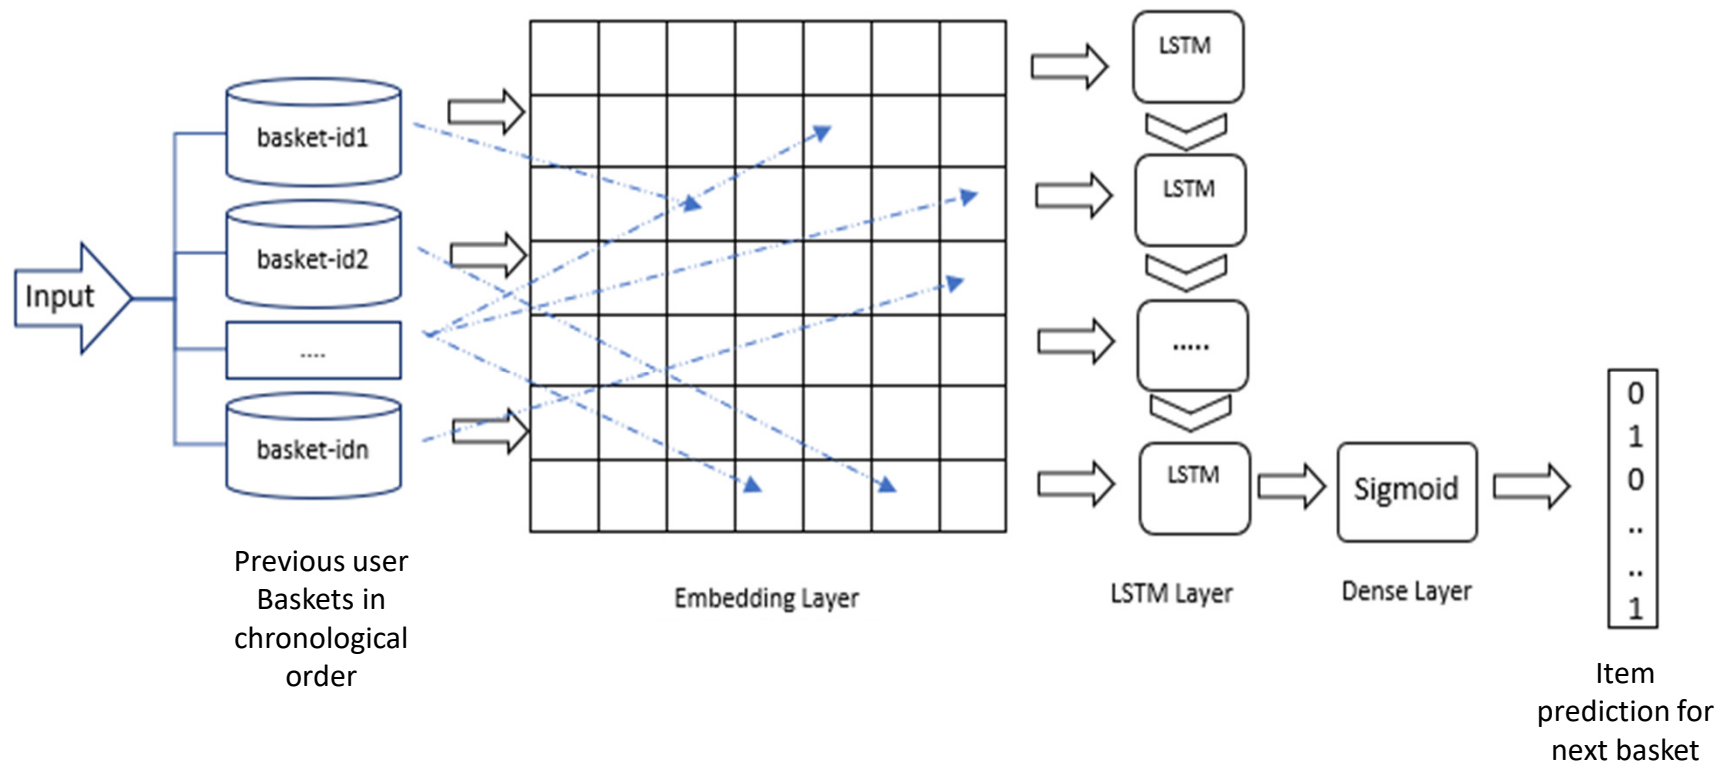 Input
basket-id1
basket-id2
....
basket-idn
Previous user
Baskets in
chronological
order
Embedding Layer
LSTM
LSTM
.....
LSTM
LSTM Layer
Sigmoid
Dense Layer
0
1
0
..
..
1
Item
prediction for
next basket